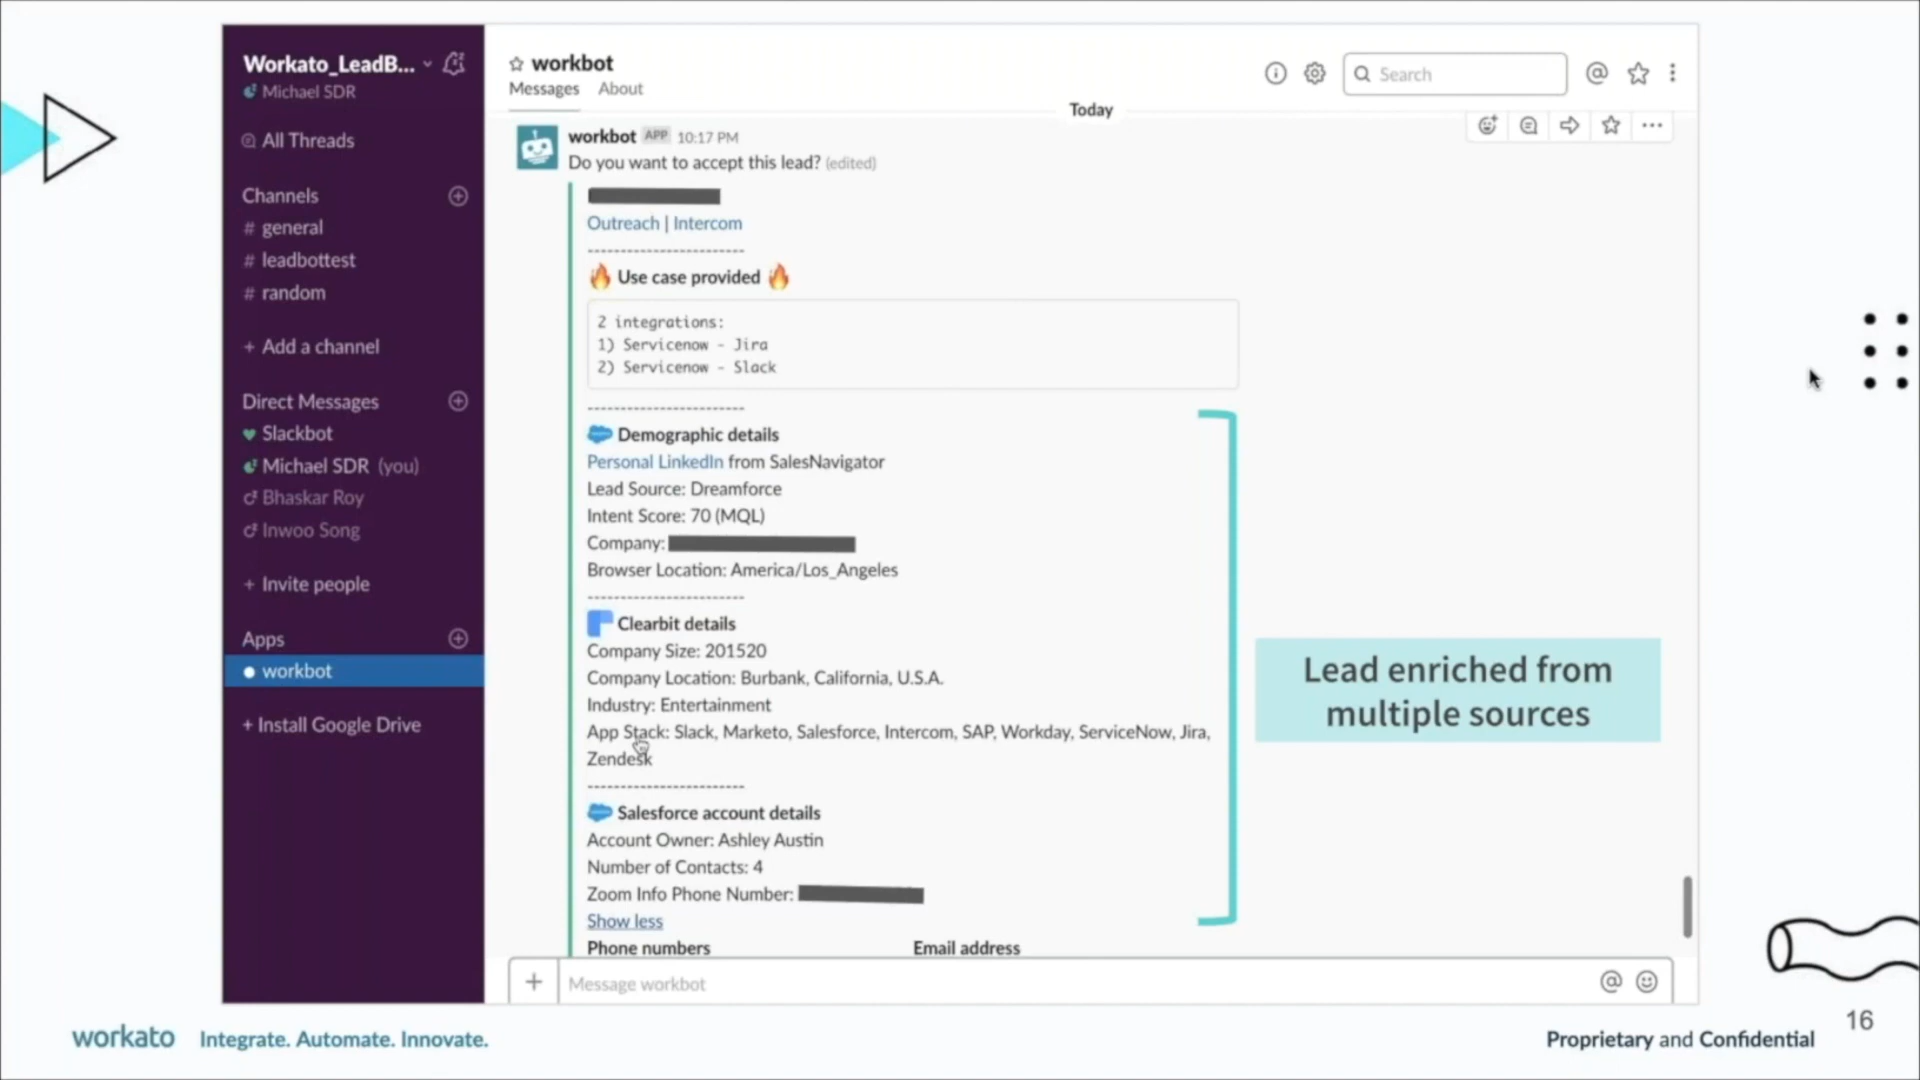 Workato_LeadB...
Michael SDR
All Threads
Channels
# general
# leadbottest
# random
+ Add a channel
Direct Messages
Slackbot
Michael SDR (you)
Bhaskar Roy
Inwoo Song
+ Invite people
Apps
workbot
+ Install Google Drive
workbot
Messages About
Search
Today
workbot APP 10:17 PM
Do you want to accept this lead? (edited)
Outreach | Intercom
------------------------
Use case provided
2 integrations:
1) Servicenow - Jira
2) Servicenow - Slack
------------------------
Demographic details
Personal LinkedIn from SalesNavigator
Lead Source: Dreamforce
Intent Score: 70 (MQL)
Company:
Browser Location: America/Los_Angeles
------------------------
Clearbit details
Company Size: 201520
Company Location: Burbank, California, U.S.A.
Industry: Entertainment
App Stack: Slack, Marketo, Salesforce, Intercom, SAP, Workday, ServiceNow, Jira,
Zendesk
------------------------
Salesforce account details
Account Owner: Ashley Austin
Number of Contacts: 4
Zoom Info Phone Number:
Show less
Phone numbers Email address
Message workbot
Lead enriched from
multiple sources
workato Integrate. Automate. Innovate.
Proprietary and Confidential
16